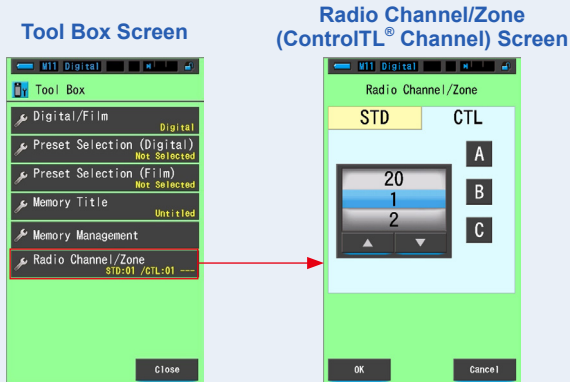 Tool Box Screen
Radio Channel/Zone
(ControlTL® Channel) Screen
M11 Digital
Tool Box
Digital/Film
Digital
Preset Selection (Digital)
Not Selected
Preset Selection (Film)
Not Selected
Memory Title
Untitled
Memory Management
Radio Channel/Zone
STD:01 /CTL:01 ---
Close
M11 Digital
Radio Channel/Zone
STD
CTL
20
1
2
A
B
C
OK
Cancel